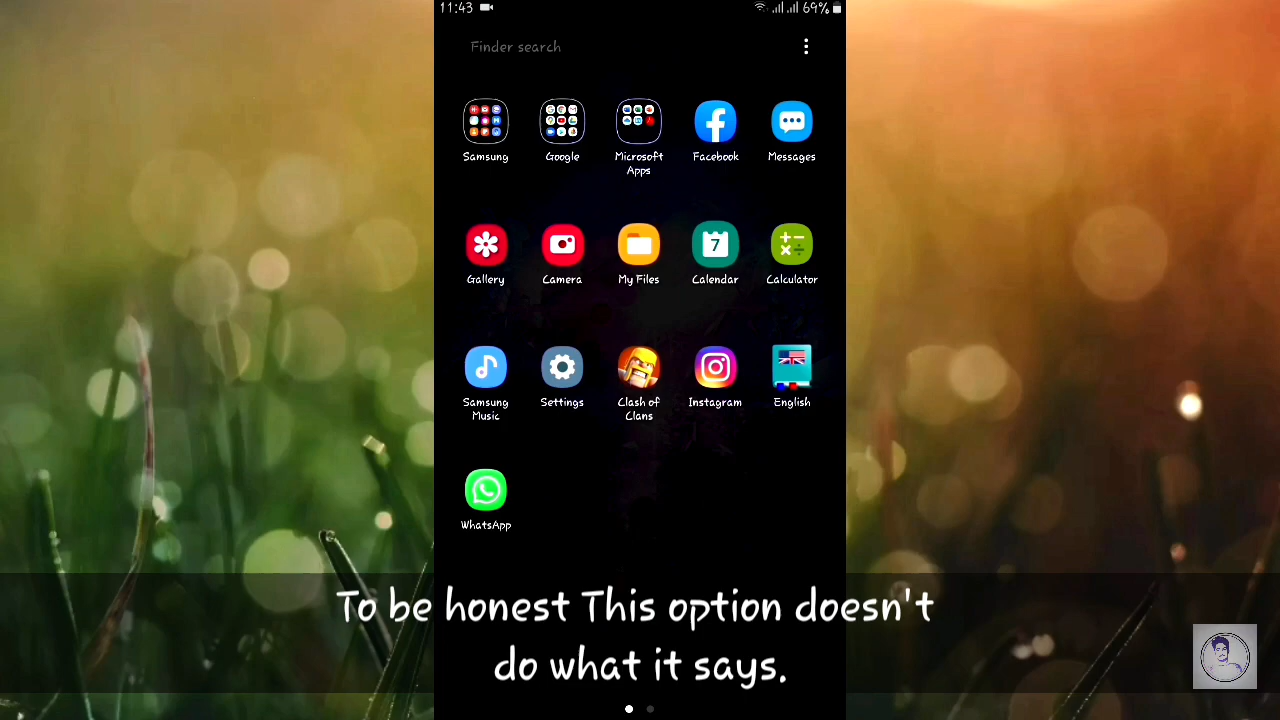 11:43
69%
Finder search
Samsung
Google
Microsoft
Apps
Facebook
Messages
Gallery
Camera
My Files
7
Calendar
Calculator
Samsung
Music
Settings
Clash of
Clans
Instagram
English
WhatsApp
To be honest This option doesn't
do what it says.